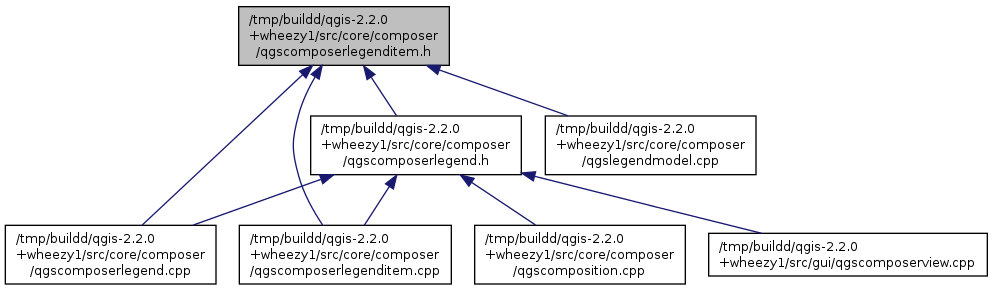 /tmp/buildd/qgis-2.2.0
+wheezy1/src/core/composer
/qgscomposerlegenditem.h
/tmp/buildd/qgis-2.2.0
+wheezy1/src/core/composer
/qgscomposerlegend.h
/tmp/buildd/qgis-2.2.0
+wheezy1/src/core/composer
/qgslegendmodel.cpp
/tmp/buildd/qgis-2.2.0
+wheezy1/src/core/composer
/qgscomposerlegend.cpp
/tmp/buildd/qgis-2.2.0
+wheezy1/src/core/composer
/qgscomposerlegenditem.cpp
/tmp/buildd/qgis-2.2.0
+wheezy1/src/core/composer
/qgscomposition.cpp
/tmp/buildd/qgis-2.2.0
+wheezy1/src/gui/qgscomposerview.cpp